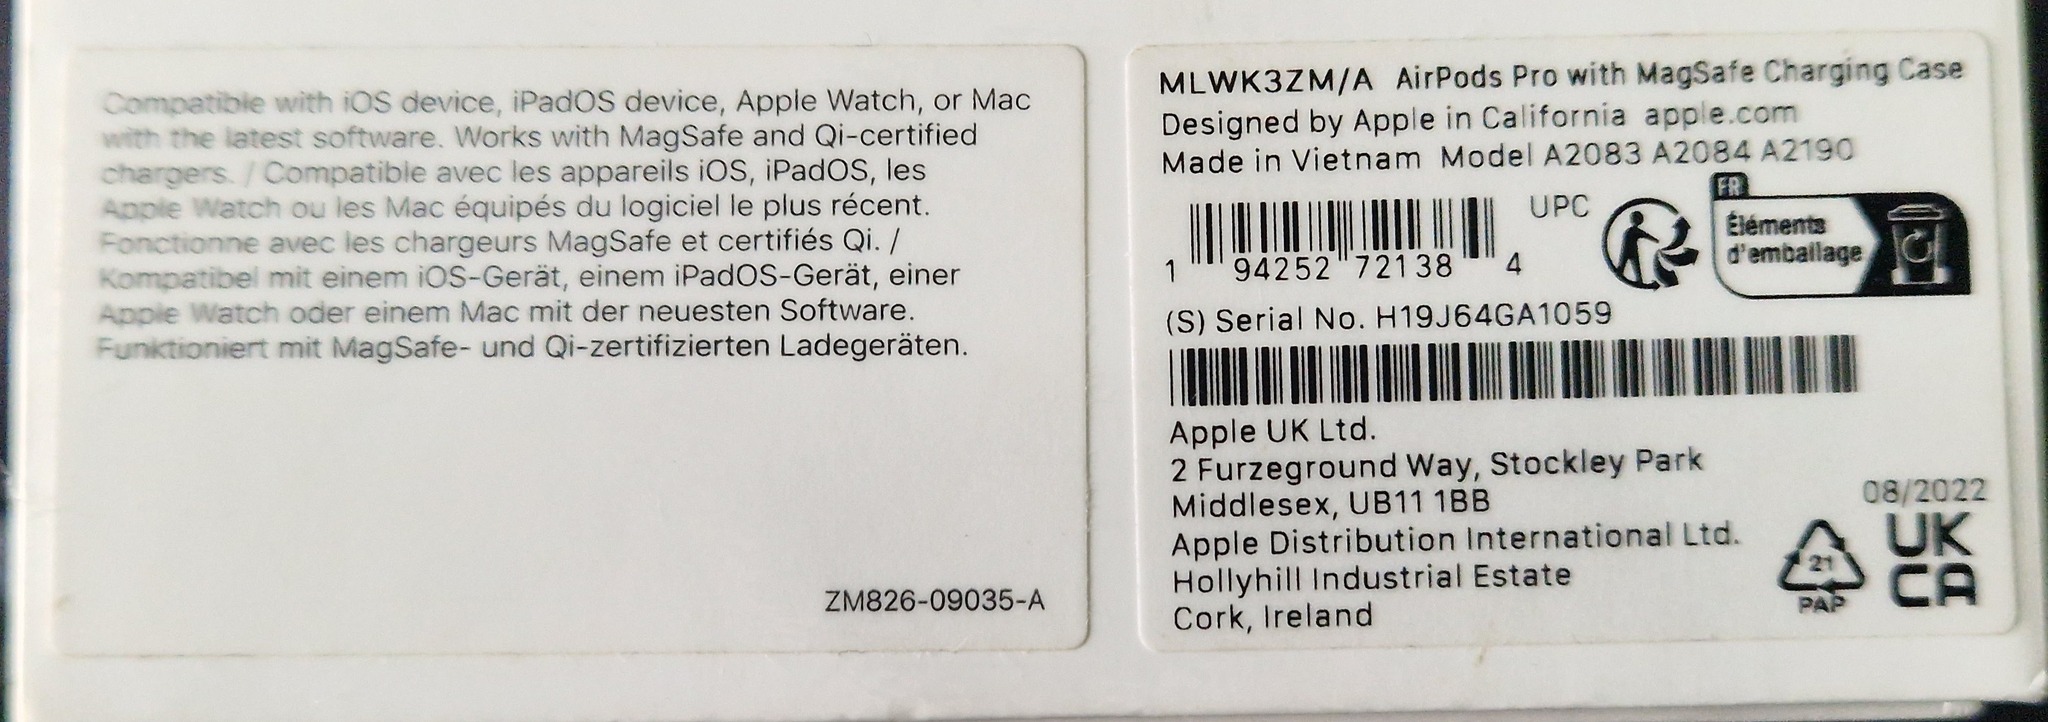 Compatible with iOS device, iPadOS device, Apple Watch, or Mac
with the latest software. Works with MagSafe and Qi-certified
chargers. / Compatible avec les appareils iOS, iPadOS, les
Apple Watch ou les Mac équipés du logiciel le plus récent.
Fonctionne avec les chargeurs MagSafe et certifiés Qi. /
Kompatibel mit einem iOS-Gerät, einem iPadOS-Gerät, einer
Apple Watch oder einem Mac mit der neuesten Software.
Funktioniert mit MagSafe- und Qi-zertifizierten Ladegeräten.
ZM826-09035-A
MLWK3ZM/A AirPods Pro with MagSafe Charging Case
Designed by Apple in California apple.com
Made in Vietnam Model A2083 A2084 A2190
UPC
1 94252 72138 4
FR
Éléments
d'emballage
(S) Serial No. H19J64GA1059
Apple UK Ltd.
2 Furzeground Way, Stockley Park
Middlesex, UB11 1BB
Apple Distribution International Ltd.
Hollyhill Industrial Estate
Cork, Ireland
08/2022
21
PAP
UK
CA